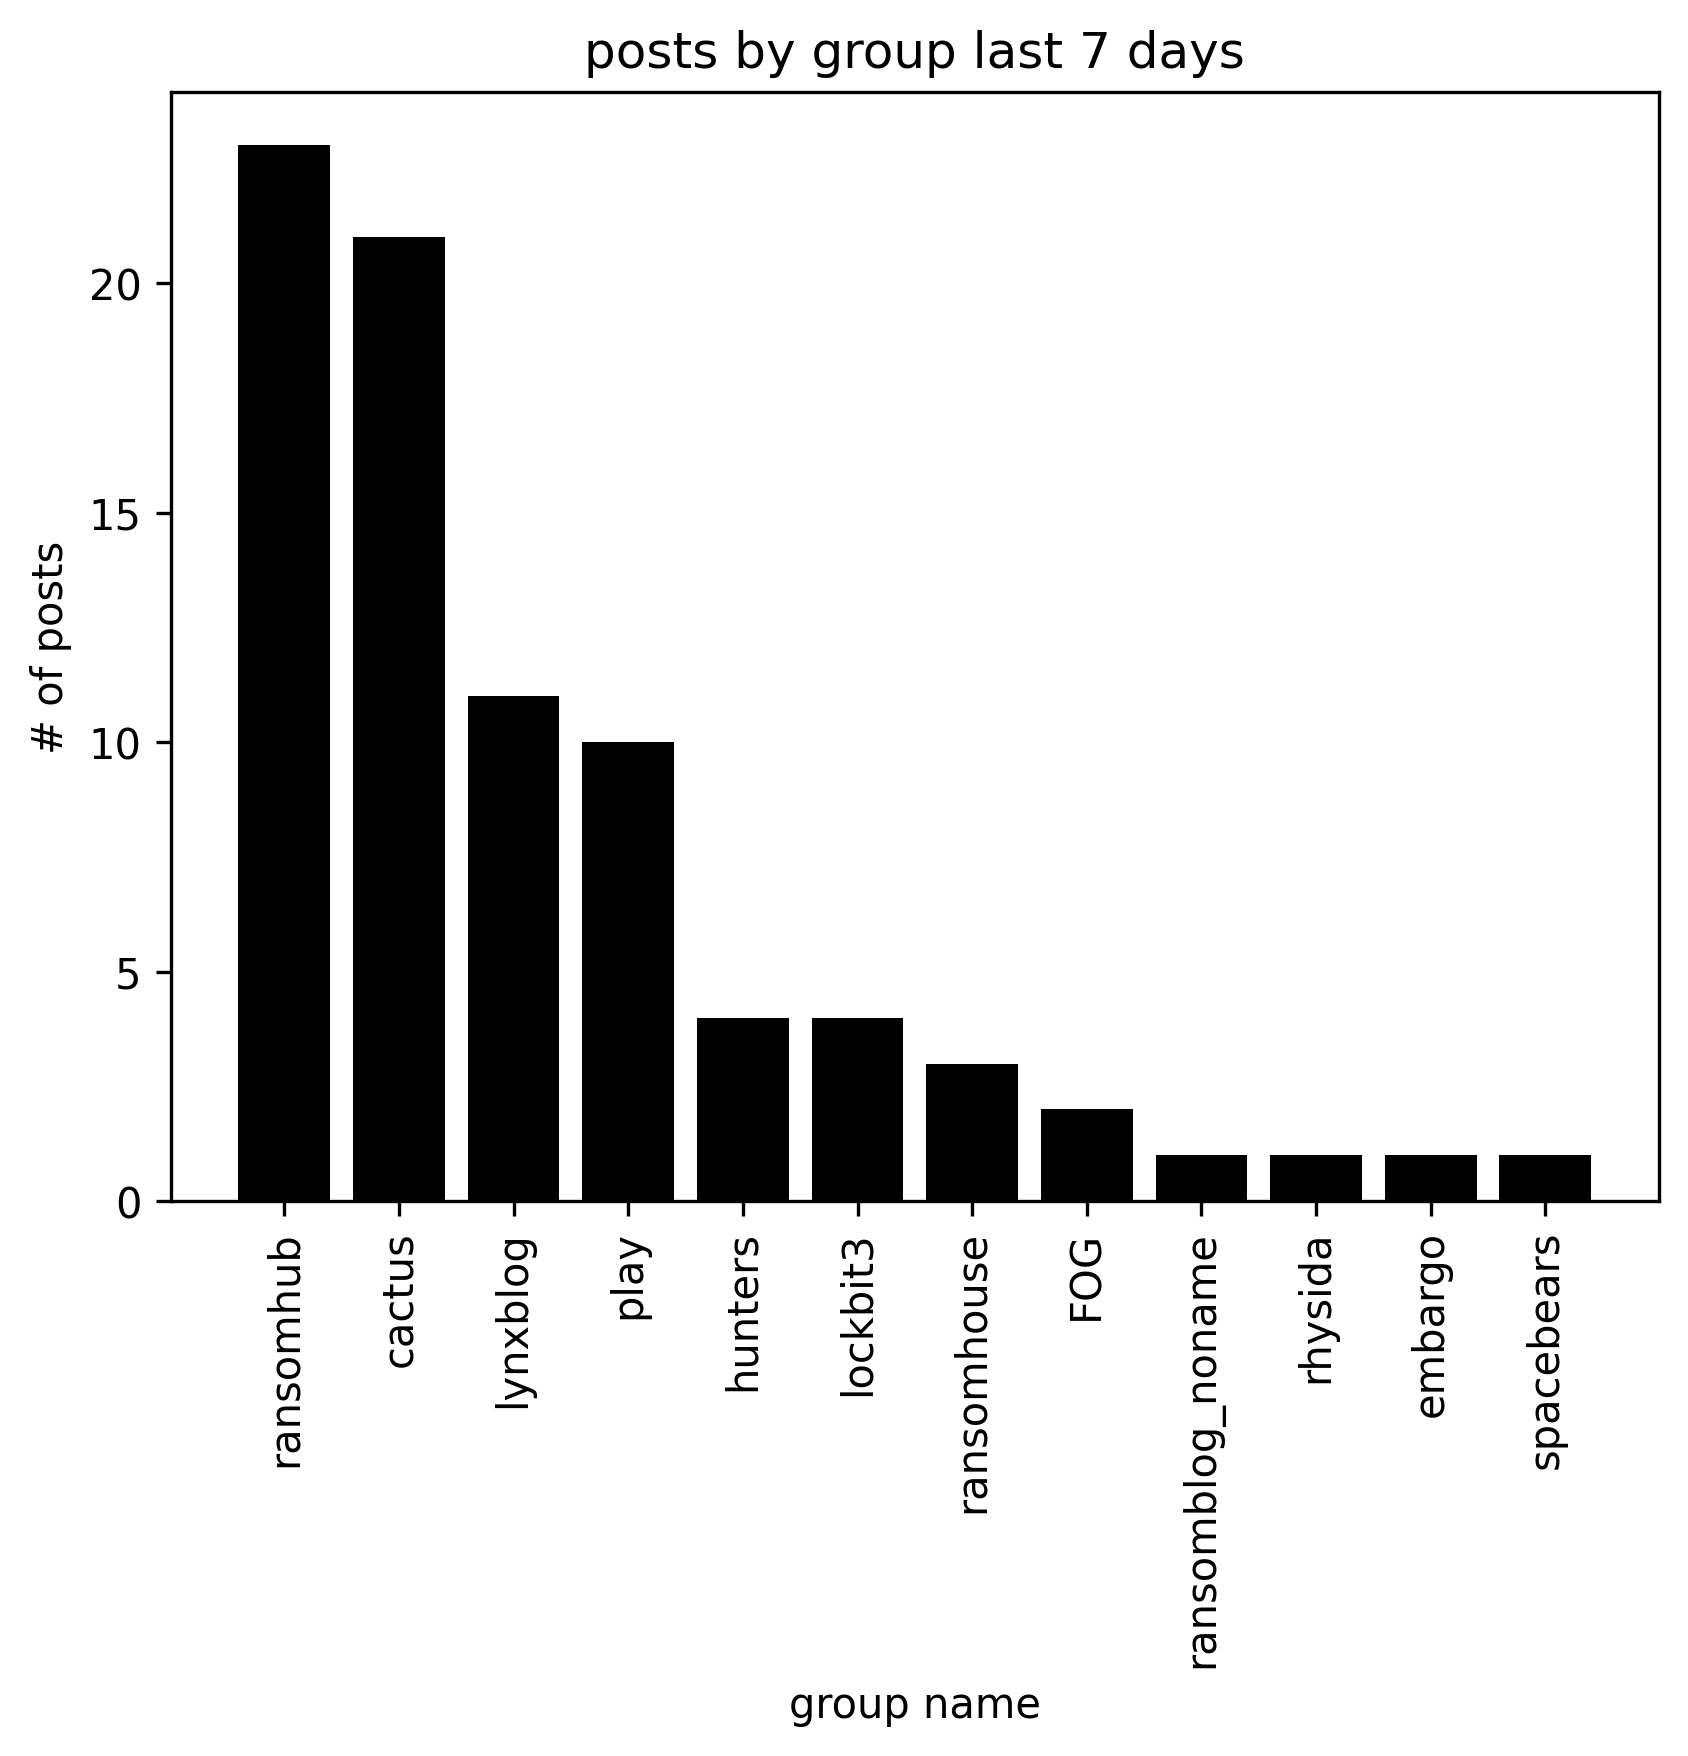 posts by group last 7 days
# of posts
20
15
10
5
0
ransomhub
cactus
lynxblog
play
hunters
lockbit3
ransomhouse
FOG
ransomblog_noname
rhysida
embargo
spacebears
group name